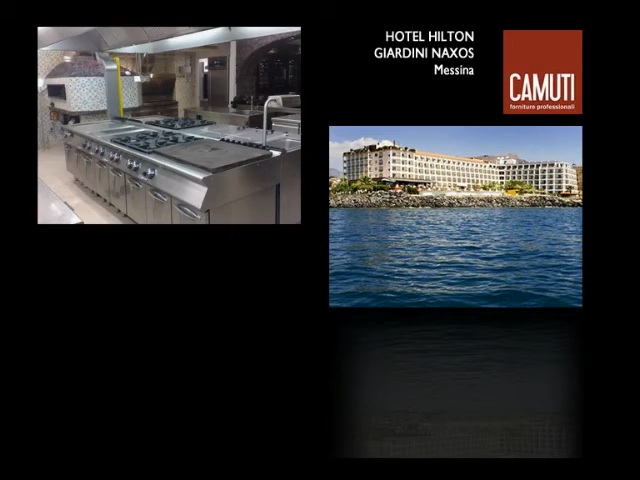 HOTEL HILTON
GIARDINI NAXOS
Messina
CAMUTI
forniture professionali